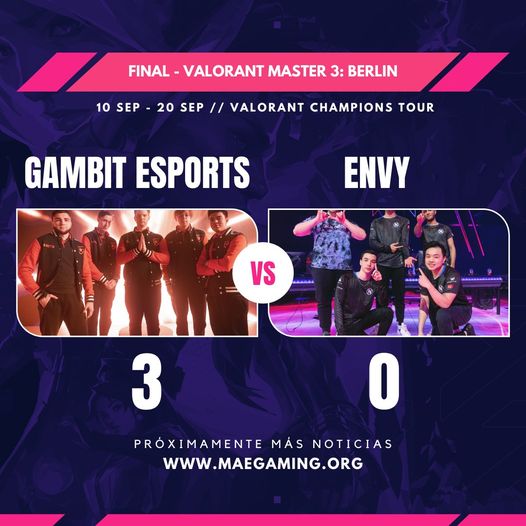 FINAL - VALORANT MASTER 3: BERLIN
10 SEP - 20 SEP // VALORANT CHAMPIONS TOUR
GAMBIT ESPORTS ENVY
VS
3 0
PRÓXIMAMENTE MÁS NOTICIAS
WWW.MAEGAMING.ORG